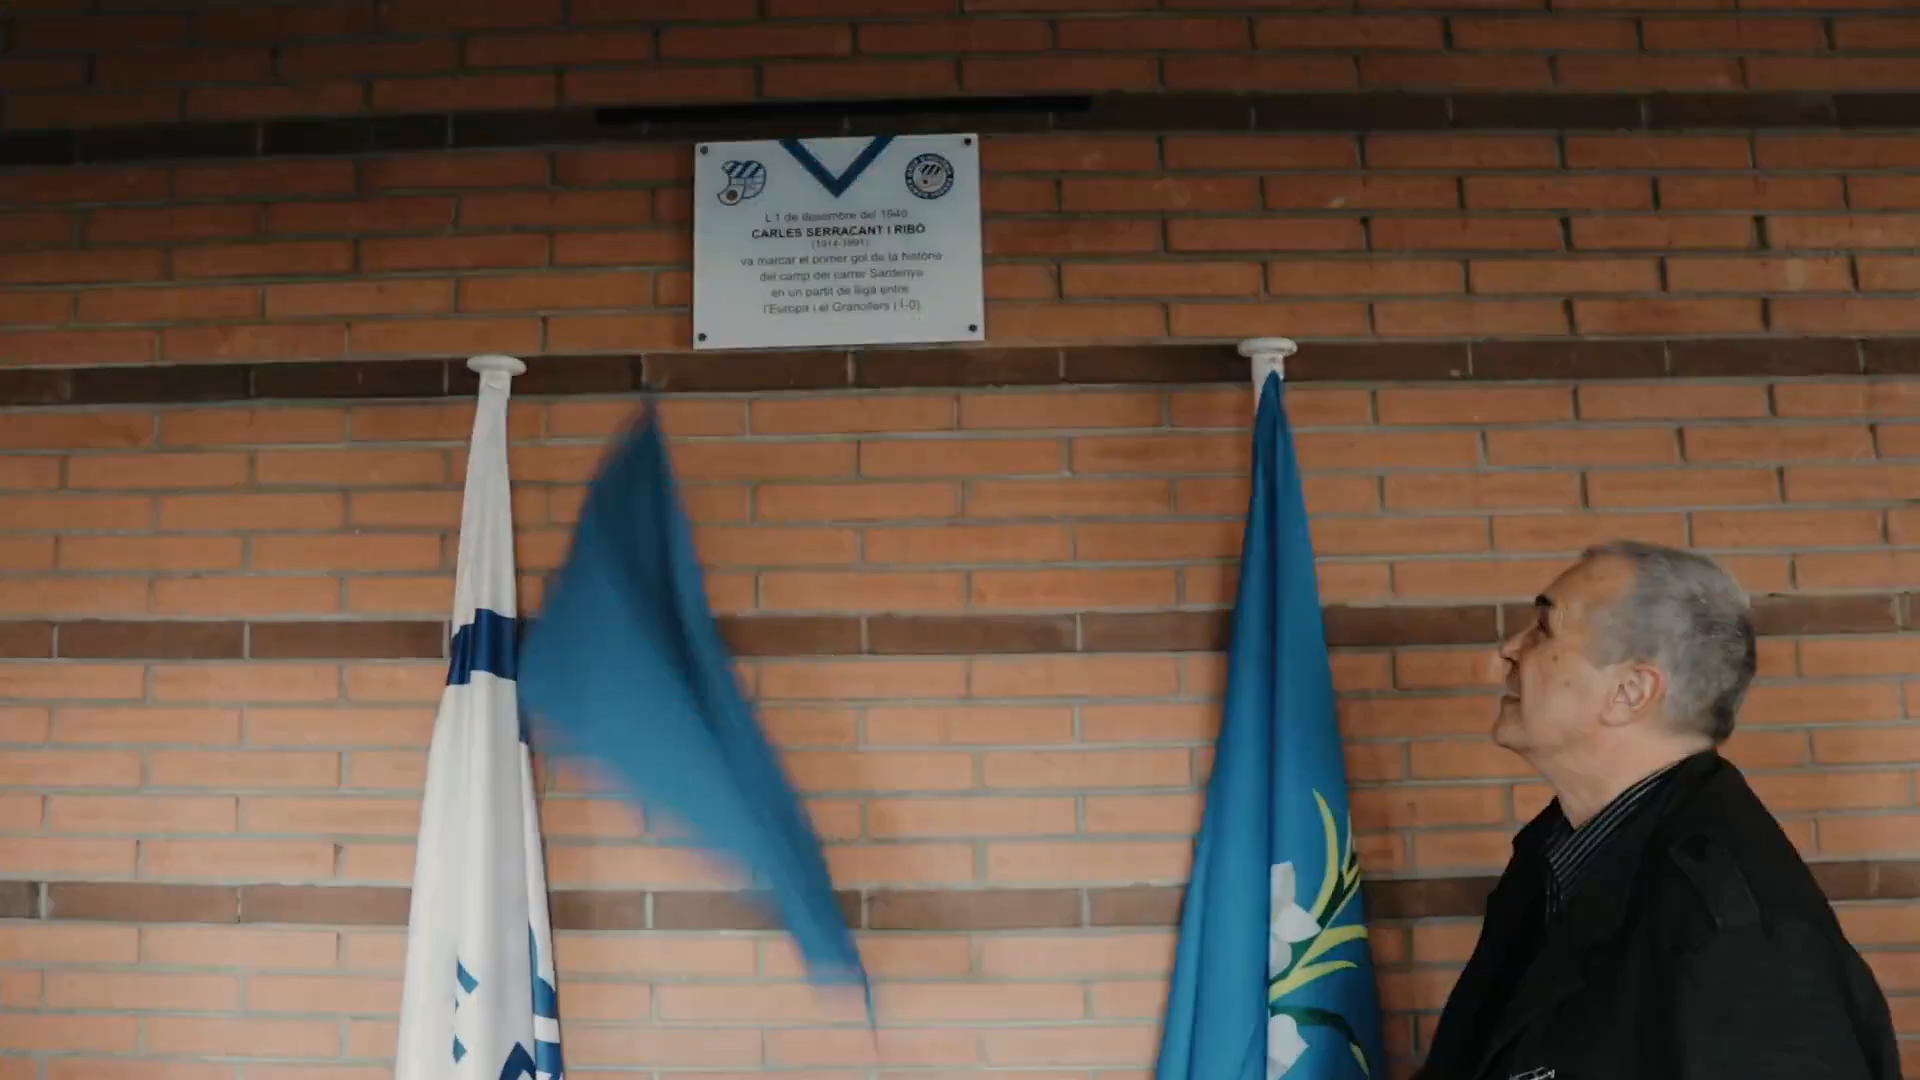 L'1 de desembre del 1940
CARLES SERRACANT I RIBÓ
(1914-1991)
va marcar el primer gol de la història
del camp del carrer Sardenya
en un partit de lliga entre
l'Europa i el Granollers (1-0)